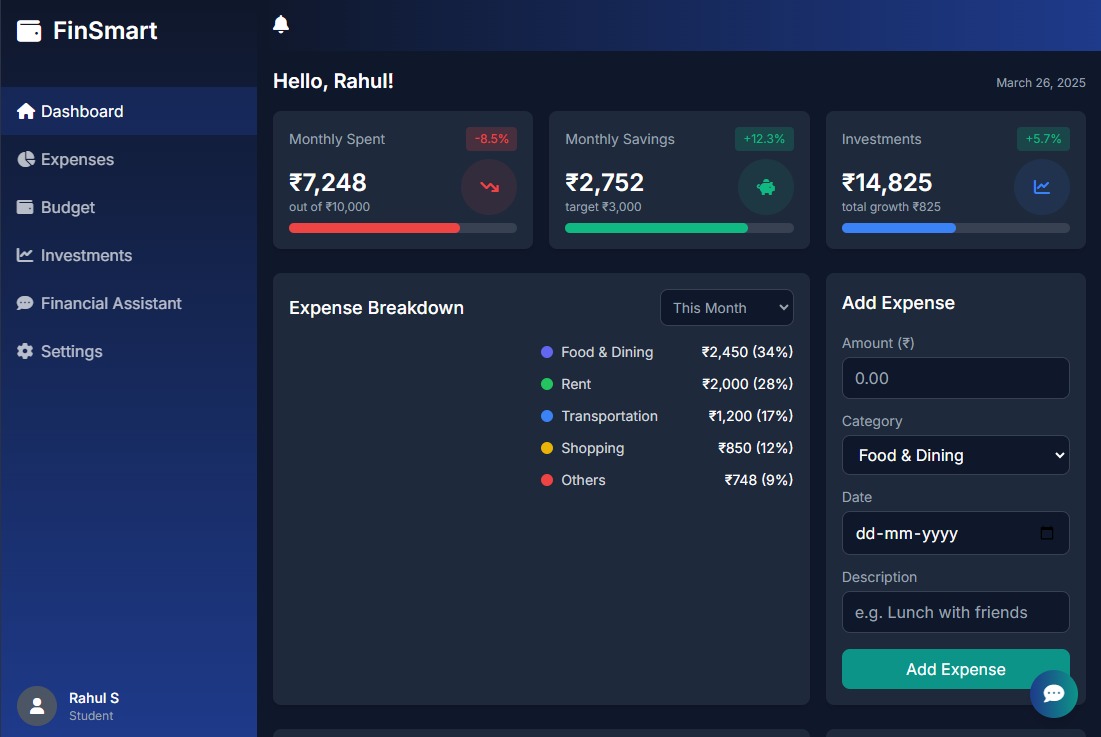 FinSmart
Dashboard
Expenses
Budget
Investments
Financial Assistant
Settings
Rahul S
Student
Hello, Rahul!
March 26, 2025
Monthly Spent
-8.5%
₹7,248
out of ₹10,000
Monthly Savings
+12.3%
₹2,752
target ₹3,000
Investments
+5.7%
₹14,825
total growth ₹825
Expense Breakdown
This Month
Food & Dining ₹2,450 (34%)
Rent ₹2,000 (28%)
Transportation ₹1,200 (17%)
Shopping ₹850 (12%)
Others ₹748 (9%)
Add Expense
Amount (₹)
0.00
Category
Food & Dining
Date
dd-mm-yyyy
Description
e.g. Lunch with friends
Add Expense